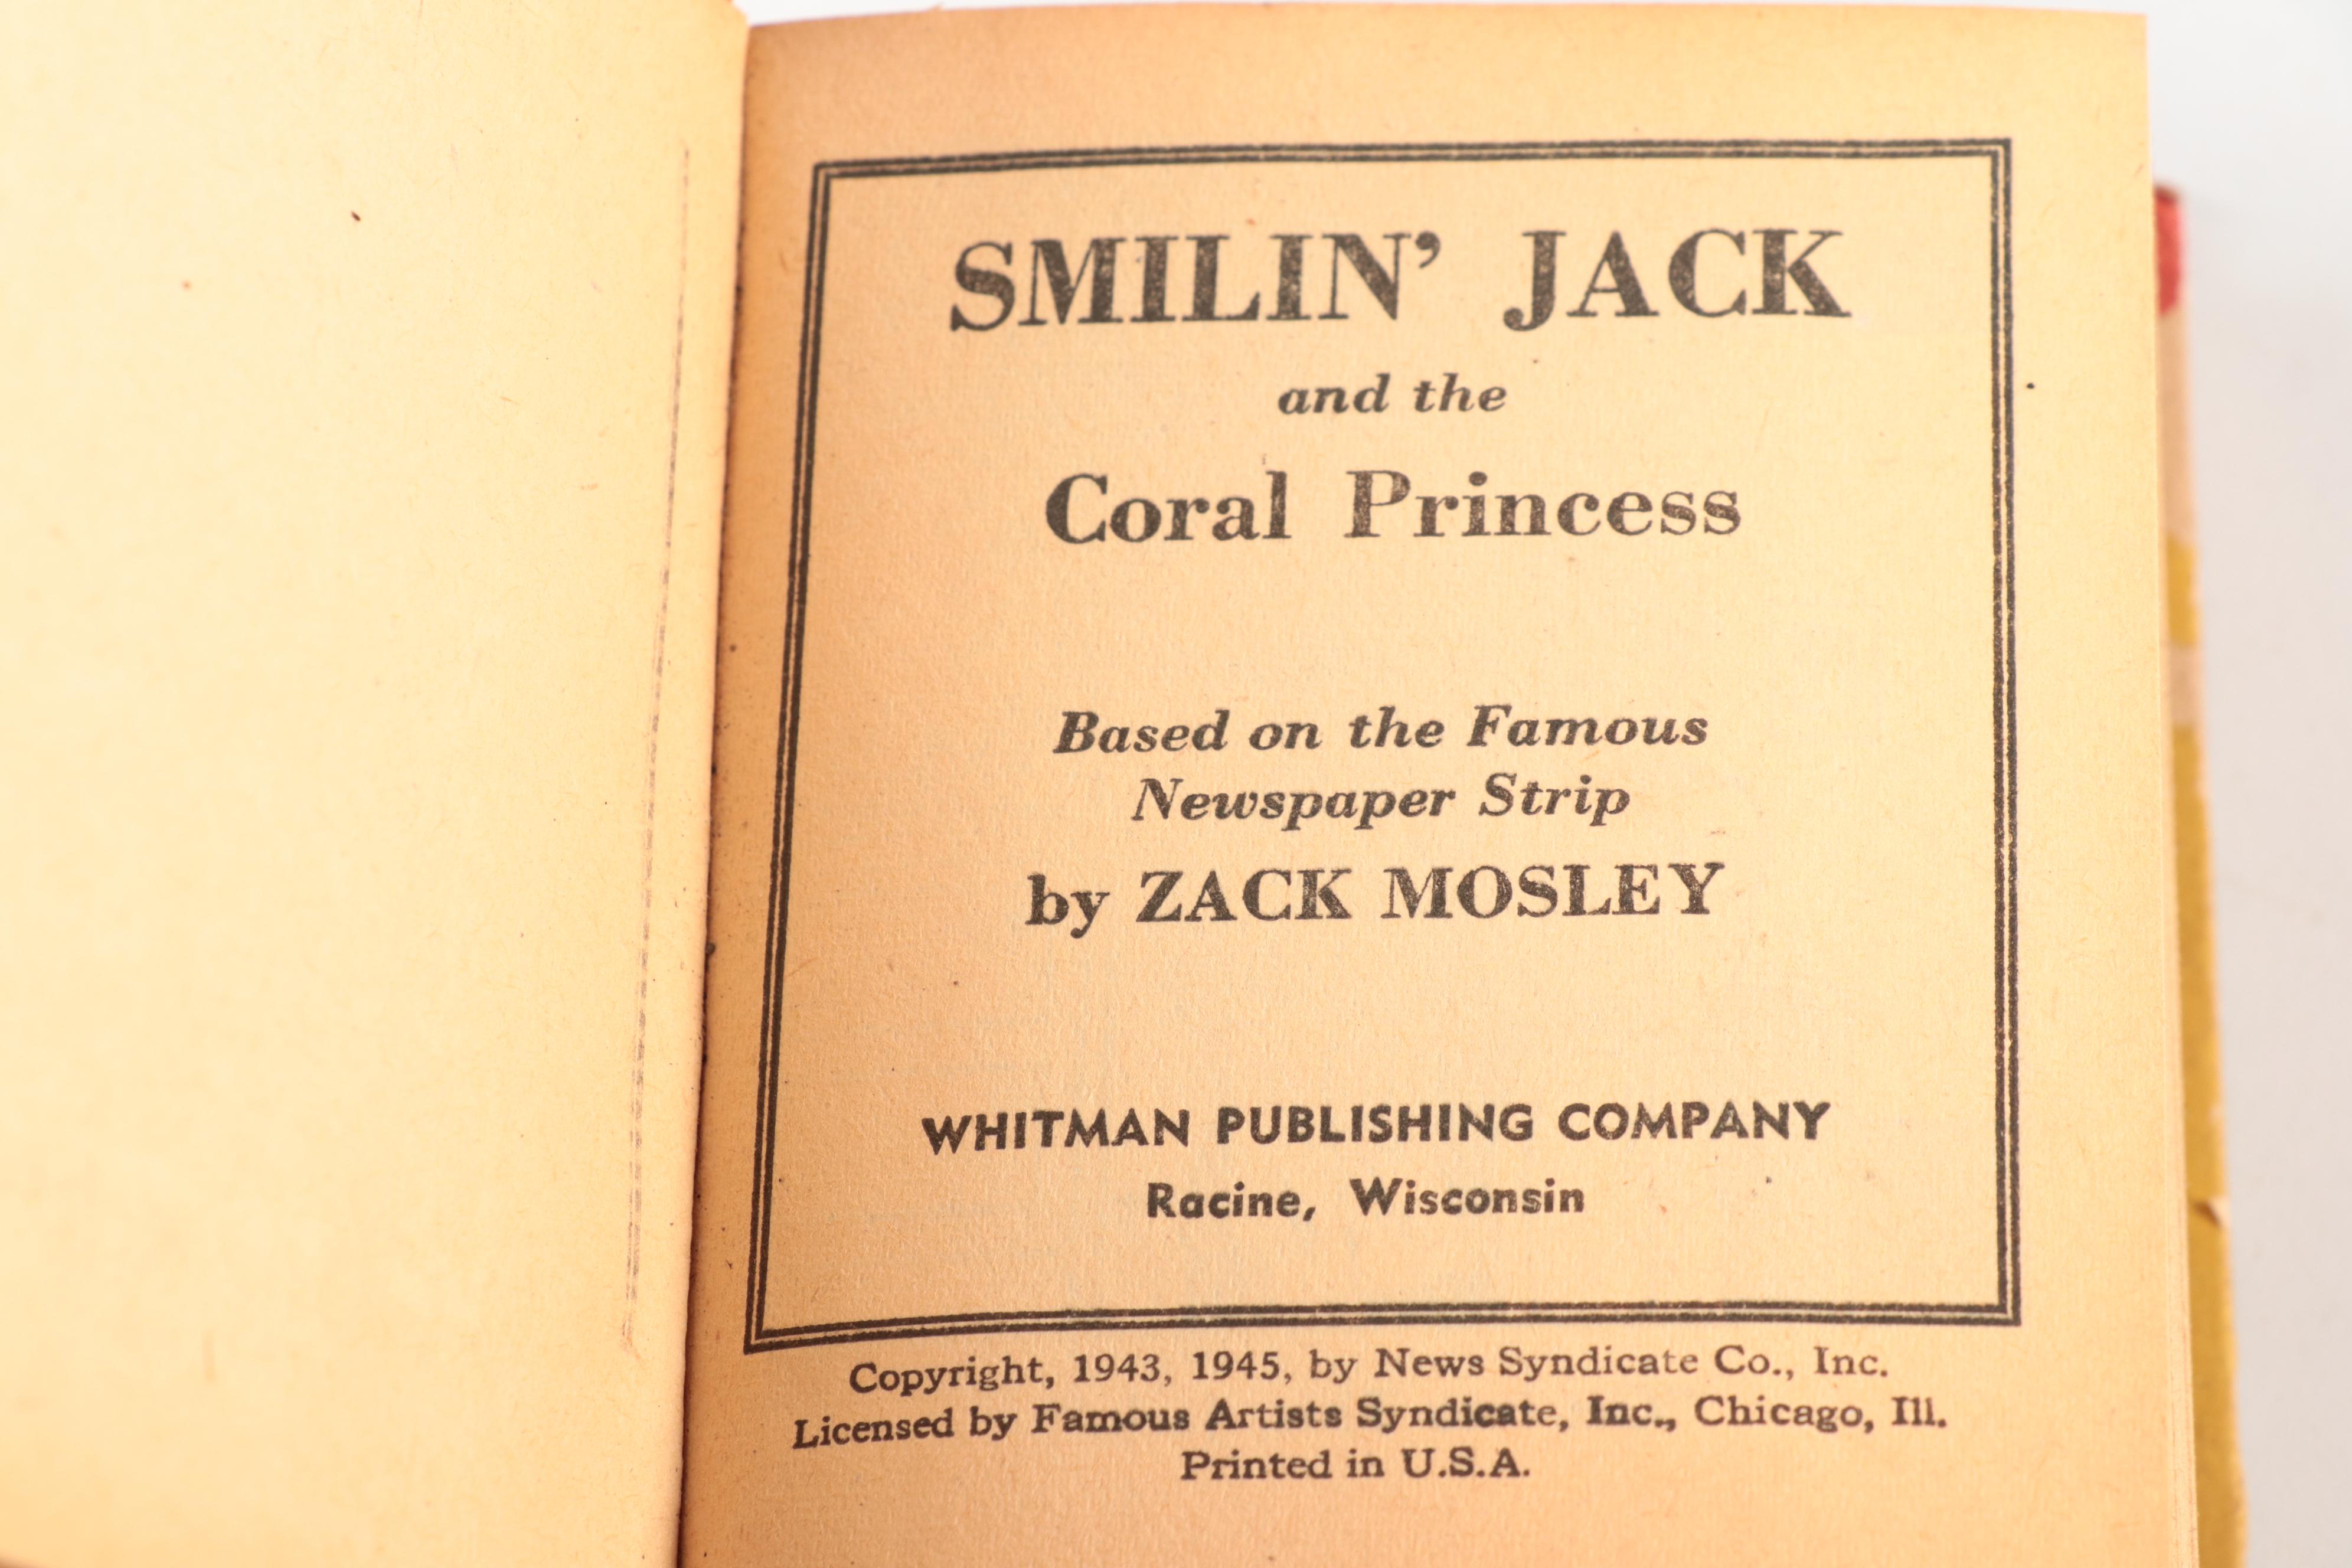 SMILIN’ JACK
and the
Coral Princess
Based on the Famous
Newspaper Strip
by ZACK MOSLEY
WHITMAN PUBLISHING COMPANY
Racine, Wisconsin
Copyright, 1943, 1945, by News Syndicate Co., Inc.
Licensed by Famous Artists Syndicate, Inc., Chicago, Ill.
Printed in U.S.A.